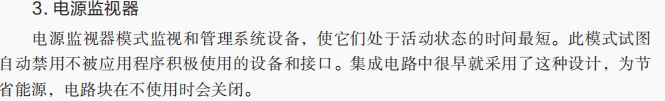 3. 电源监视器
电源监视器模式监视和管理系统设备，使它们处于活动状态的时间最短。此模式试图
自动禁用不被应用程序积极使用的设备和接口。集成电路中很早就采用了这种设计，为节
省能源，电路块在不使用时会关闭。